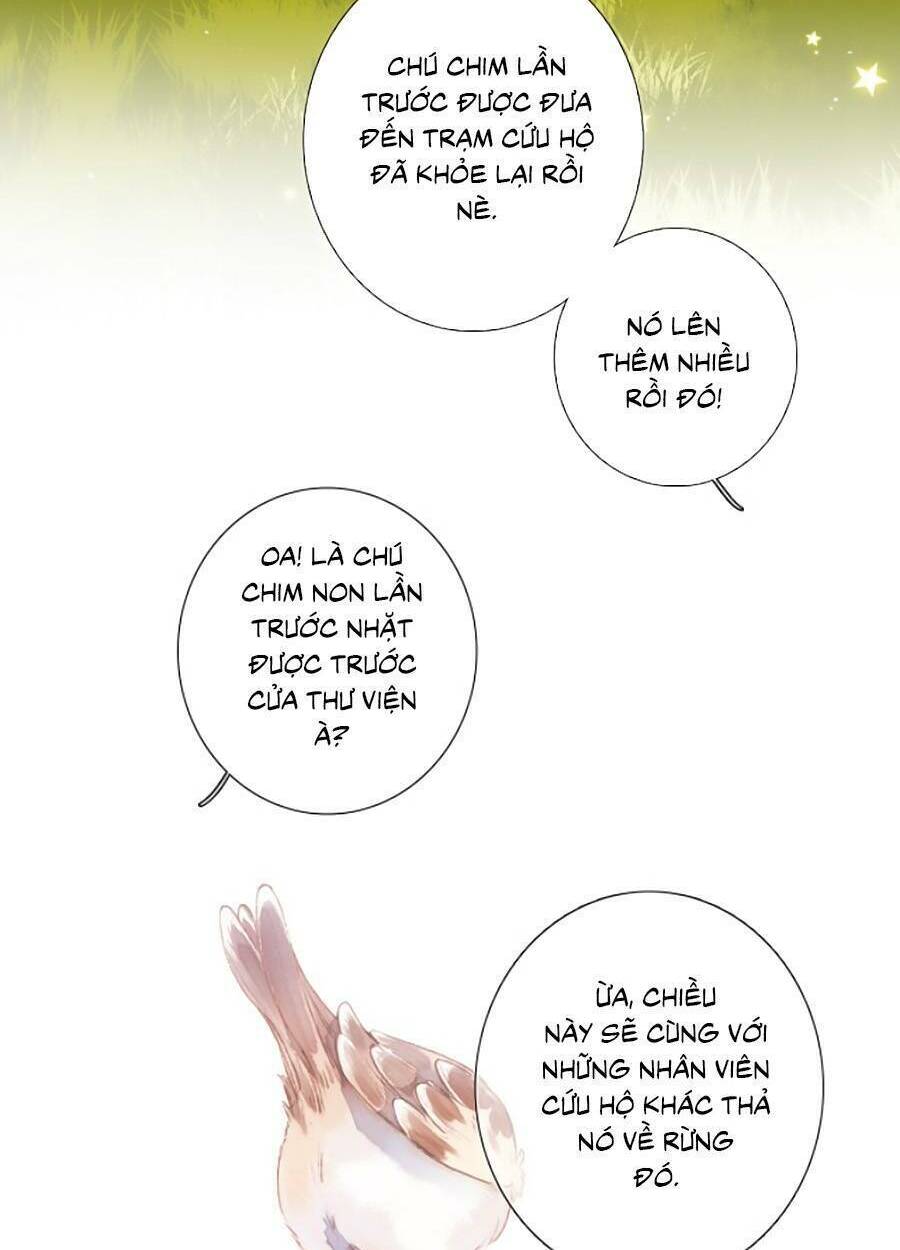 CHÚ CHIM LẦN
TRƯỚC ĐƯỢC ĐƯA
ĐẾN TRẠM CỨU HỘ
ĐÃ KHỎE LẠI RỒI
NÈ.
NÓ LÊN
THÊM NHIỀU
RỒI ĐÓ!
OA! LÀ CHÚ
CHIM NON LẦN
TRƯỚC NHẶT
ĐƯỢC TRƯỚC
CỬA THƯ VIỆN
À?
ỪA, CHIỀU
NÀY SẼ CÙNG VỚI
NHỮNG NHÂN VIÊN
CỨU HỘ KHÁC THẢ
NÓ VỀ RỪNG
ĐÓ.